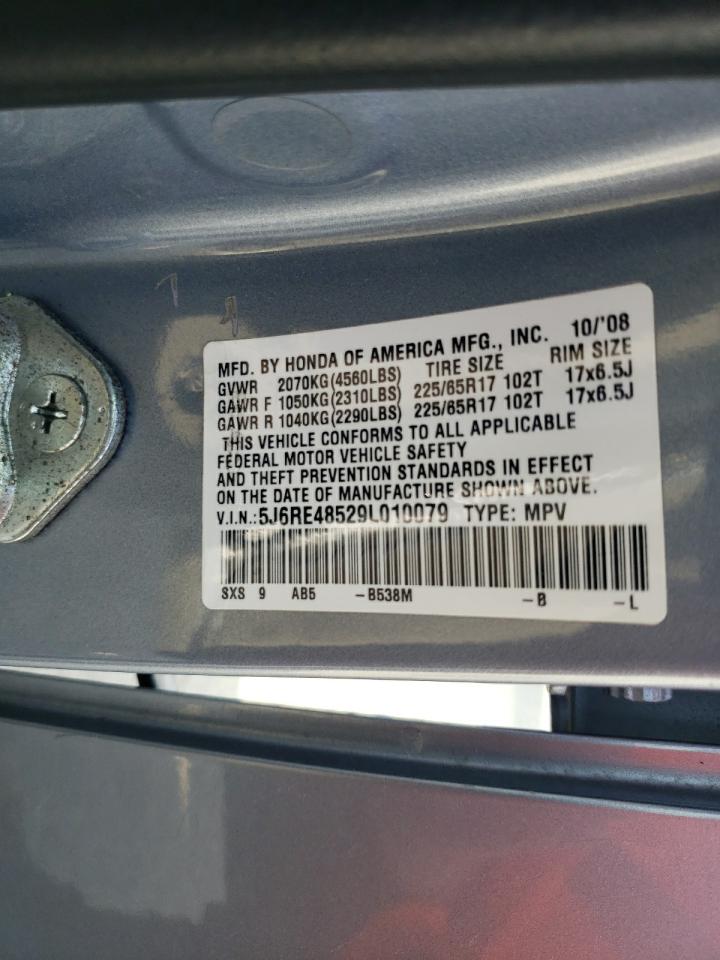 MFD. BY HONDA OF AMERICA MFG., INC. 10/'08
GVWR 2070KG(4560LBS) TIRE SIZE RIM SIZE
GAWR F 1050KG(2310LBS) 225/65R17 102T 17x6.5J
GAWR R 1040KG(2290LBS) 225/65R17 102T 17x6.5J
THIS VEHICLE CONFORMS TO ALL APPLICABLE
FEDERAL MOTOR VEHICLE SAFETY
AND THEFT PREVENTION STANDARDS IN EFFECT
ON THE DATE OF MANUFACTURE SHOWN ABOVE.
V.I.N.:5J6RE48529L010079 TYPE: MPV
SXS 9 AB5 -B538M -B -L